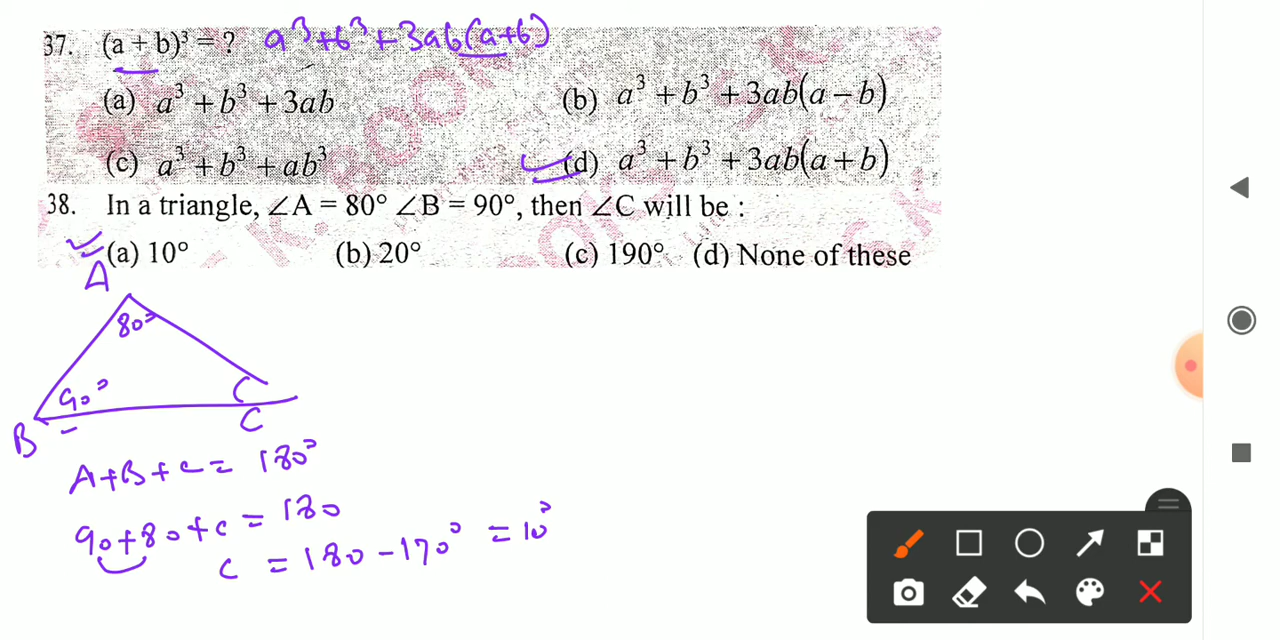 37. (a + b)³ = ? a³+b³+3ab(a+b)
(a) a³ + b³ + 3ab (b) a³ + b³ + 3ab(a − b)
(c) a³ + b³ + ab³ (d) a³ + b³ + 3ab(a + b)
38. In a triangle, ∠A = 80° ∠B = 90°, then ∠C will be :
(a) 10° (b) 20° (c) 190° (d) None of these
A
80°
90° C
B C
A+B+C = 180°
90+80+C = 180
C = 180 − 170° = 10°